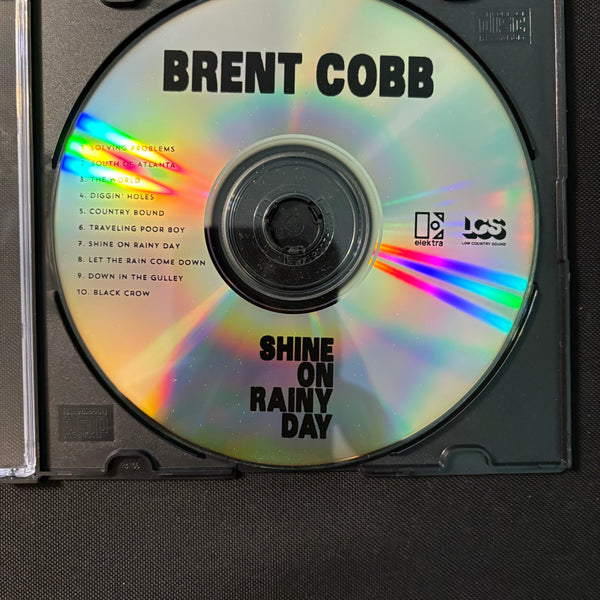 BRENT COBB
1. SOLVING PROBLEMS
2. SOUTH OF ATLANTA
3. THE WORLD
4. DIGGIN' HOLES
5. COUNTRY BOUND
6. TRAVELING POOR BOY
7. SHINE ON RAINY DAY
8. LET THE RAIN COME DOWN
9. DOWN IN THE GULLEY
10. BLACK CROW
elektra
LCS
LOW COUNTRY SOUND
SHINE
ON
RAINY
DAY